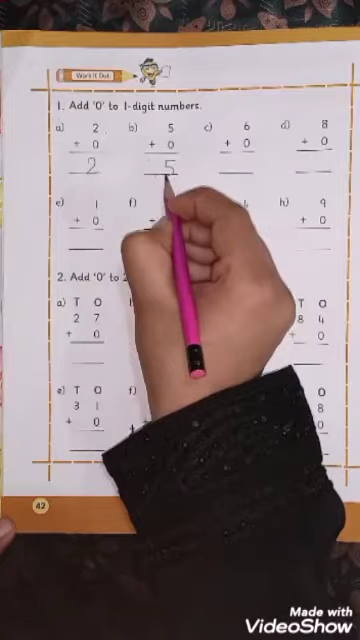 Work It Out
1. Add '0' to 1-digit numbers.
a) 2 b) 5 c) 6 d) 8
+ 0 + 0 + 0 + 0
2 5
e) 1 f) h) 9
+ 0 + + 0
2. Add '0' to 2
a) T O T O
2 7 8 4
+ 0 + 0
e) T O f) O
3 1 8
+ 0 + 0
42
Made with
VideoShow